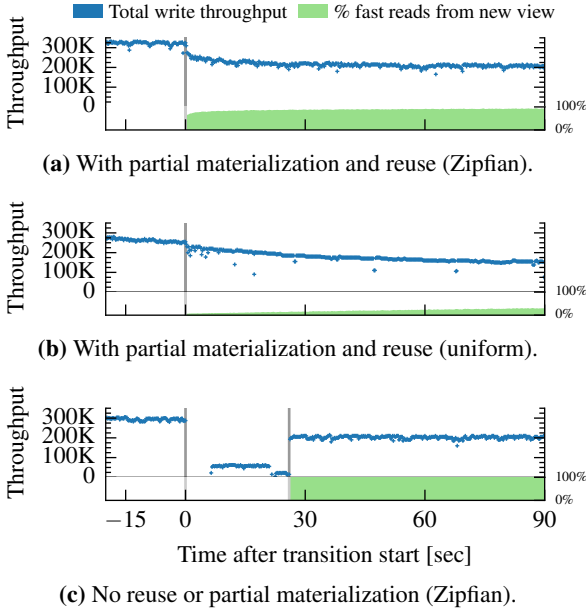 Total write throughput % fast reads from new view
Throughput
300K
200K
100K
0
100%
0%
(a) With partial materialization and reuse (Zipfian).
Throughput
300K
200K
100K
0
100%
0%
(b) With partial materialization and reuse (uniform).
Throughput
300K
200K
100K
0
100%
0%
−15 0 30 60 90
Time after transition start [sec]
(c) No reuse or partial materialization (Zipfian).